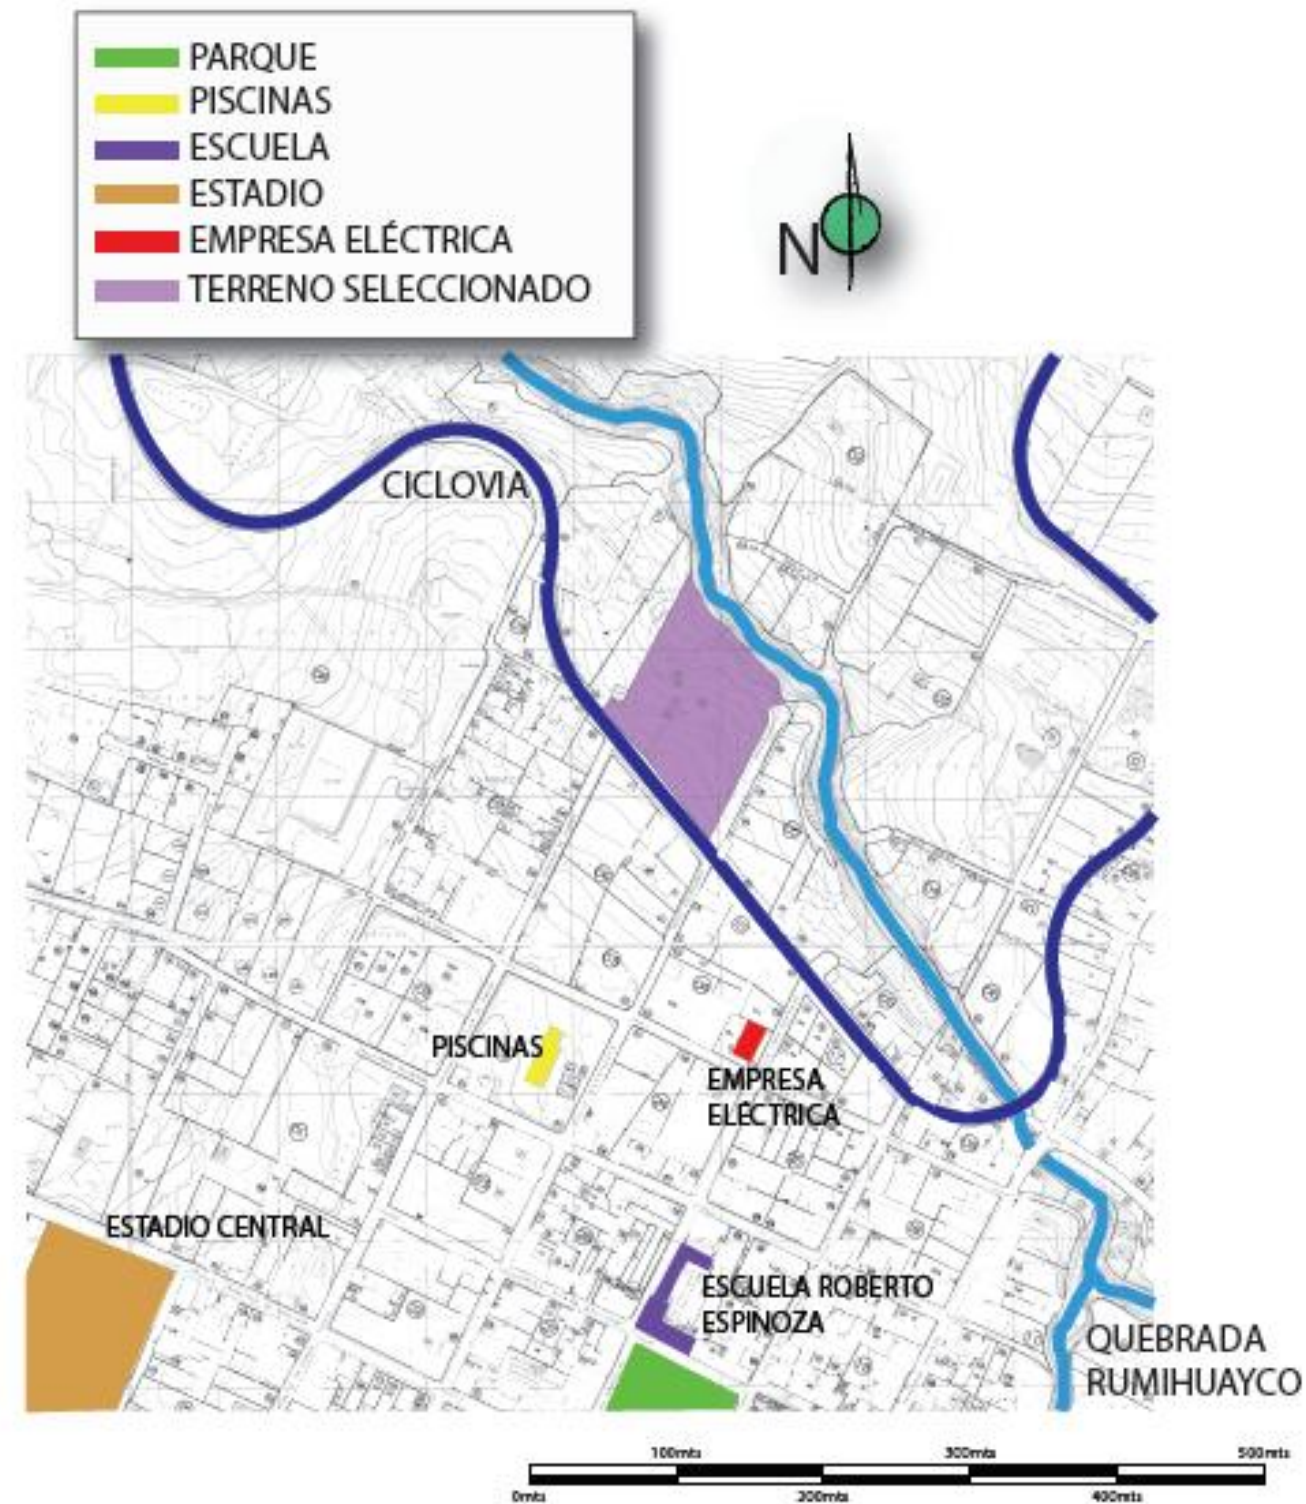 PARQUE
PISCINAS
ESCUELA
ESTADIO
EMPRESA ELÉCTRICA
TERRENO SELECCIONADO
N
CICLOVIA
PISCINAS
EMPRESA
ELÉCTRICA
ESTADIO CENTRAL
ESCUELA ROBERTO
ESPINOZA
QUEBRADA
RUMIHUAYCO
100mts
300mts
500mts
0mts
200mts
400mts